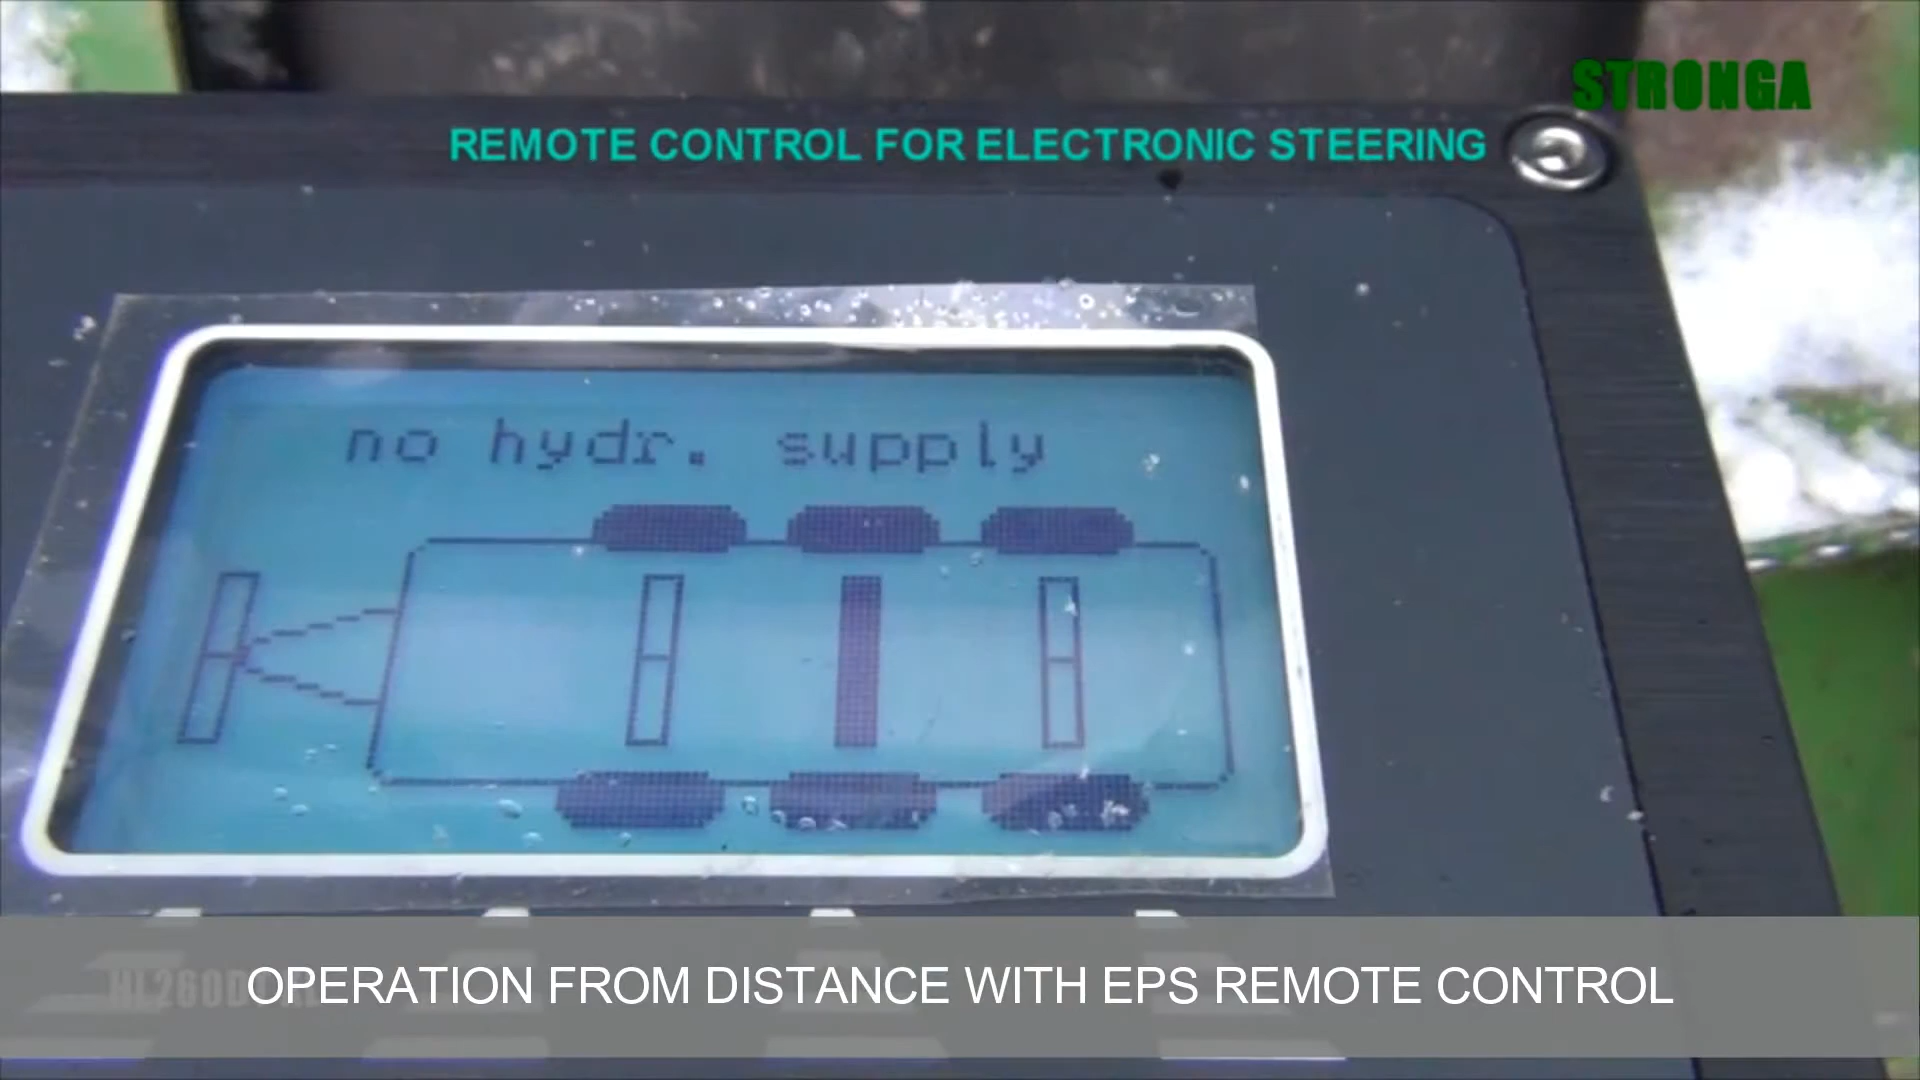 STRONGA
REMOTE CONTROL FOR ELECTRONIC STEERING
no hydr. supply
OPERATION FROM DISTANCE WITH EPS REMOTE CONTROL